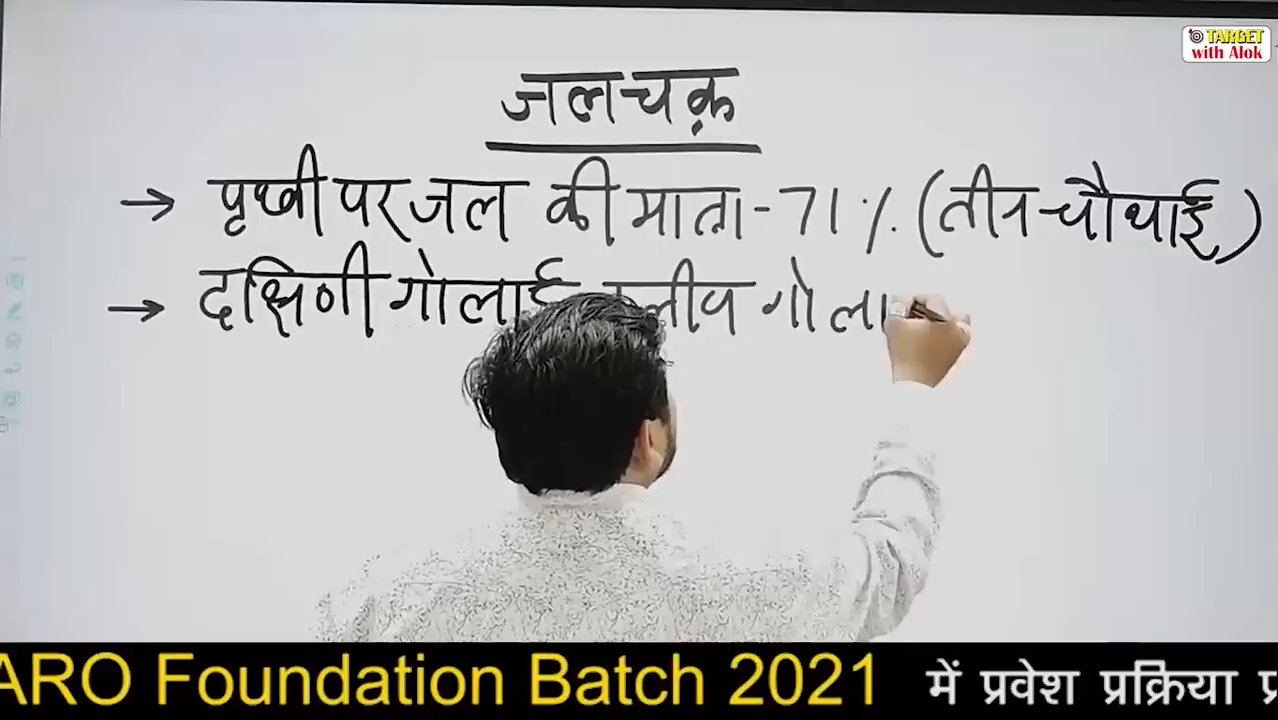 TARGET
with Alok
जलचक्र
→ पृथ्वी पर जल की मात्रा - 71% (तीन-चौथाई)
→ दक्षिणी गोलार्द्ध
ARO Foundation Batch 2021 में प्रवेश प्रक्रिया